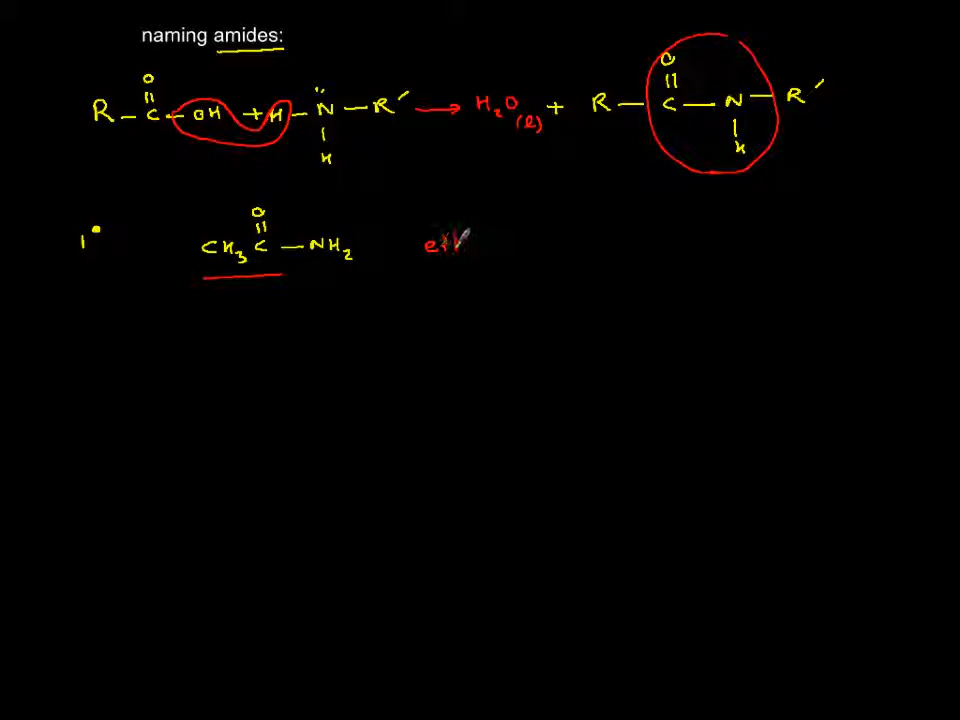 naming amides:
R-C(=O)-OH + H-N̈(-H)-R′ → H₂O(l) + R-C(=O)-N(-H)-R′
1° CH₃C(=O)-NH₂